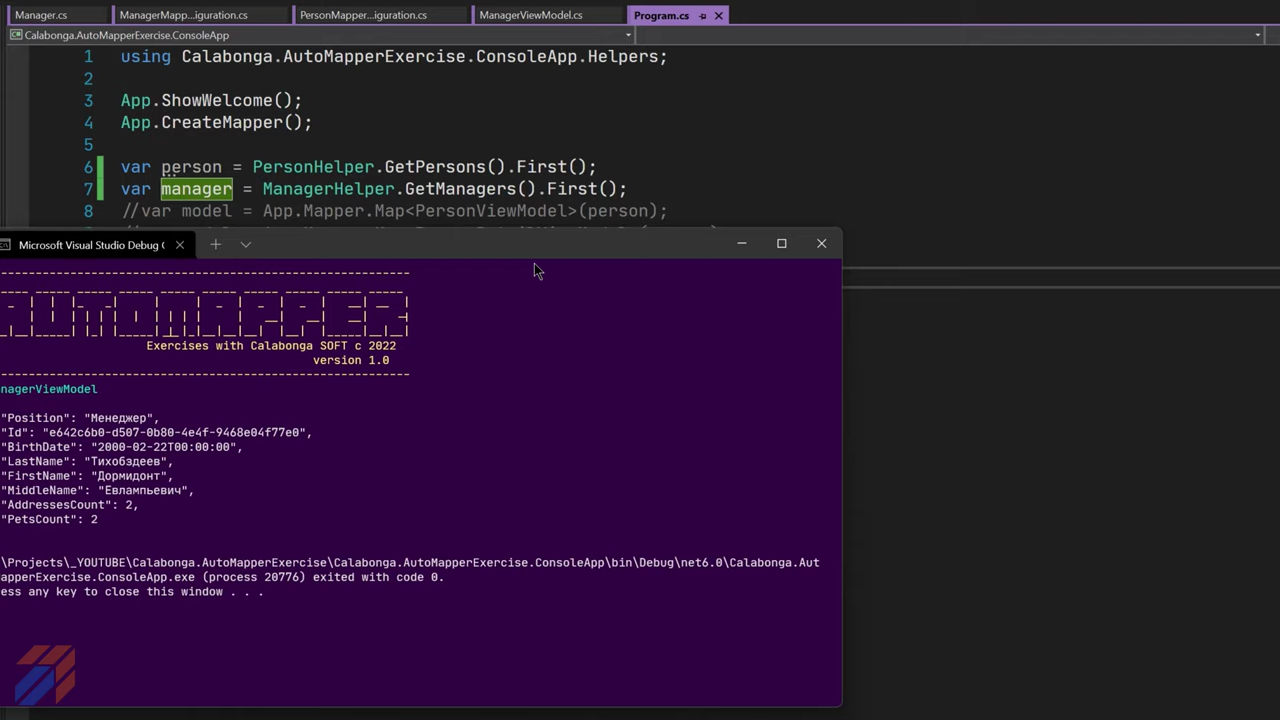 Manager.cs ManagerMapp...iguration.cs PersonMapper...iguration.cs ManagerViewModel.cs Program.cs
Calabonga.AutoMapperExercise.ConsoleApp
1 using Calabonga.AutoMapperExercise.ConsoleApp.Helpers;
2
3 App.ShowWelcome();
4 App.CreateMapper();
5
6 var person = PersonHelper.GetPersons().First();
7 var manager = ManagerHelper.GetManagers().First();
8 //var model = App.Mapper.Map<PersonViewModel>(person);
Microsoft Visual Studio Debug C
AUTOMAPPER
Exercises with Calabonga SOFT c 2022
version 1.0
nagerViewModel
"Position": "Менеджер",
"Id": "e642c6b0-d507-0b80-4e4f-9468e04f77e0",
"BirthDate": "2000-02-22T00:00:00",
"LastName": "Тихобздеев",
"FirstName": "Дормидонт",
"MiddleName": "Евлампьевич",
"AddressesCount": 2,
"PetsCount": 2
\Projects\_YOUTUBE\Calabonga.AutoMapperExercise\Calabonga.AutoMapperExercise.ConsoleApp\bin\Debug\net6.0\Calabonga.Aut
apperExercise.ConsoleApp.exe (process 20776) exited with code 0.
ess any key to close this window . . .